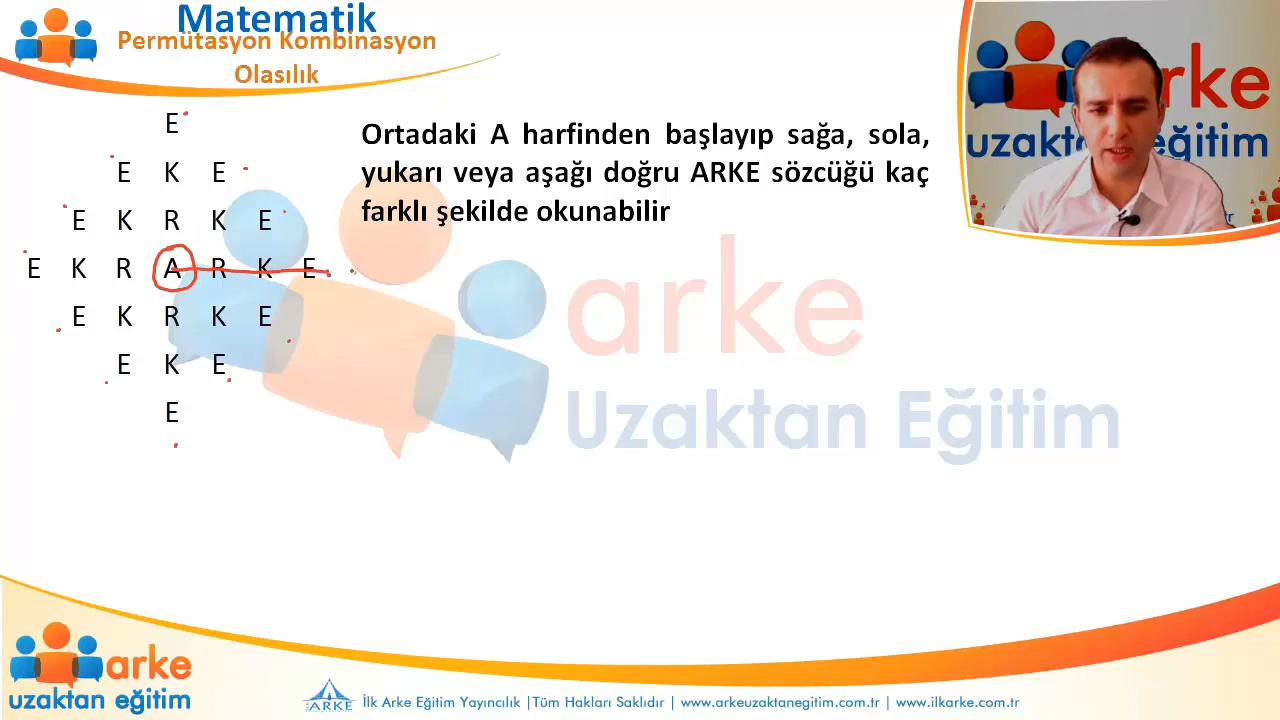 Matematik
Permütasyon Kombinasyon
Olasılık
E
E K E
E K R K E
E K R A R K E
E K R K E
E K E
E
Ortadaki A harfinden başlayıp sağa, sola,
yukarı veya aşağı doğru ARKE sözcüğü kaç
farklı şekilde okunabilir
arke
Uzaktan Eğitim
rke
uzakt eğitim
arke
uzaktan eğitim
ARKE
İlk Arke Eğitim Yayıncılık |Tüm Hakları Saklıdır | www.arkeuzaktanegitim.com.tr | www.ilkarke.com.tr